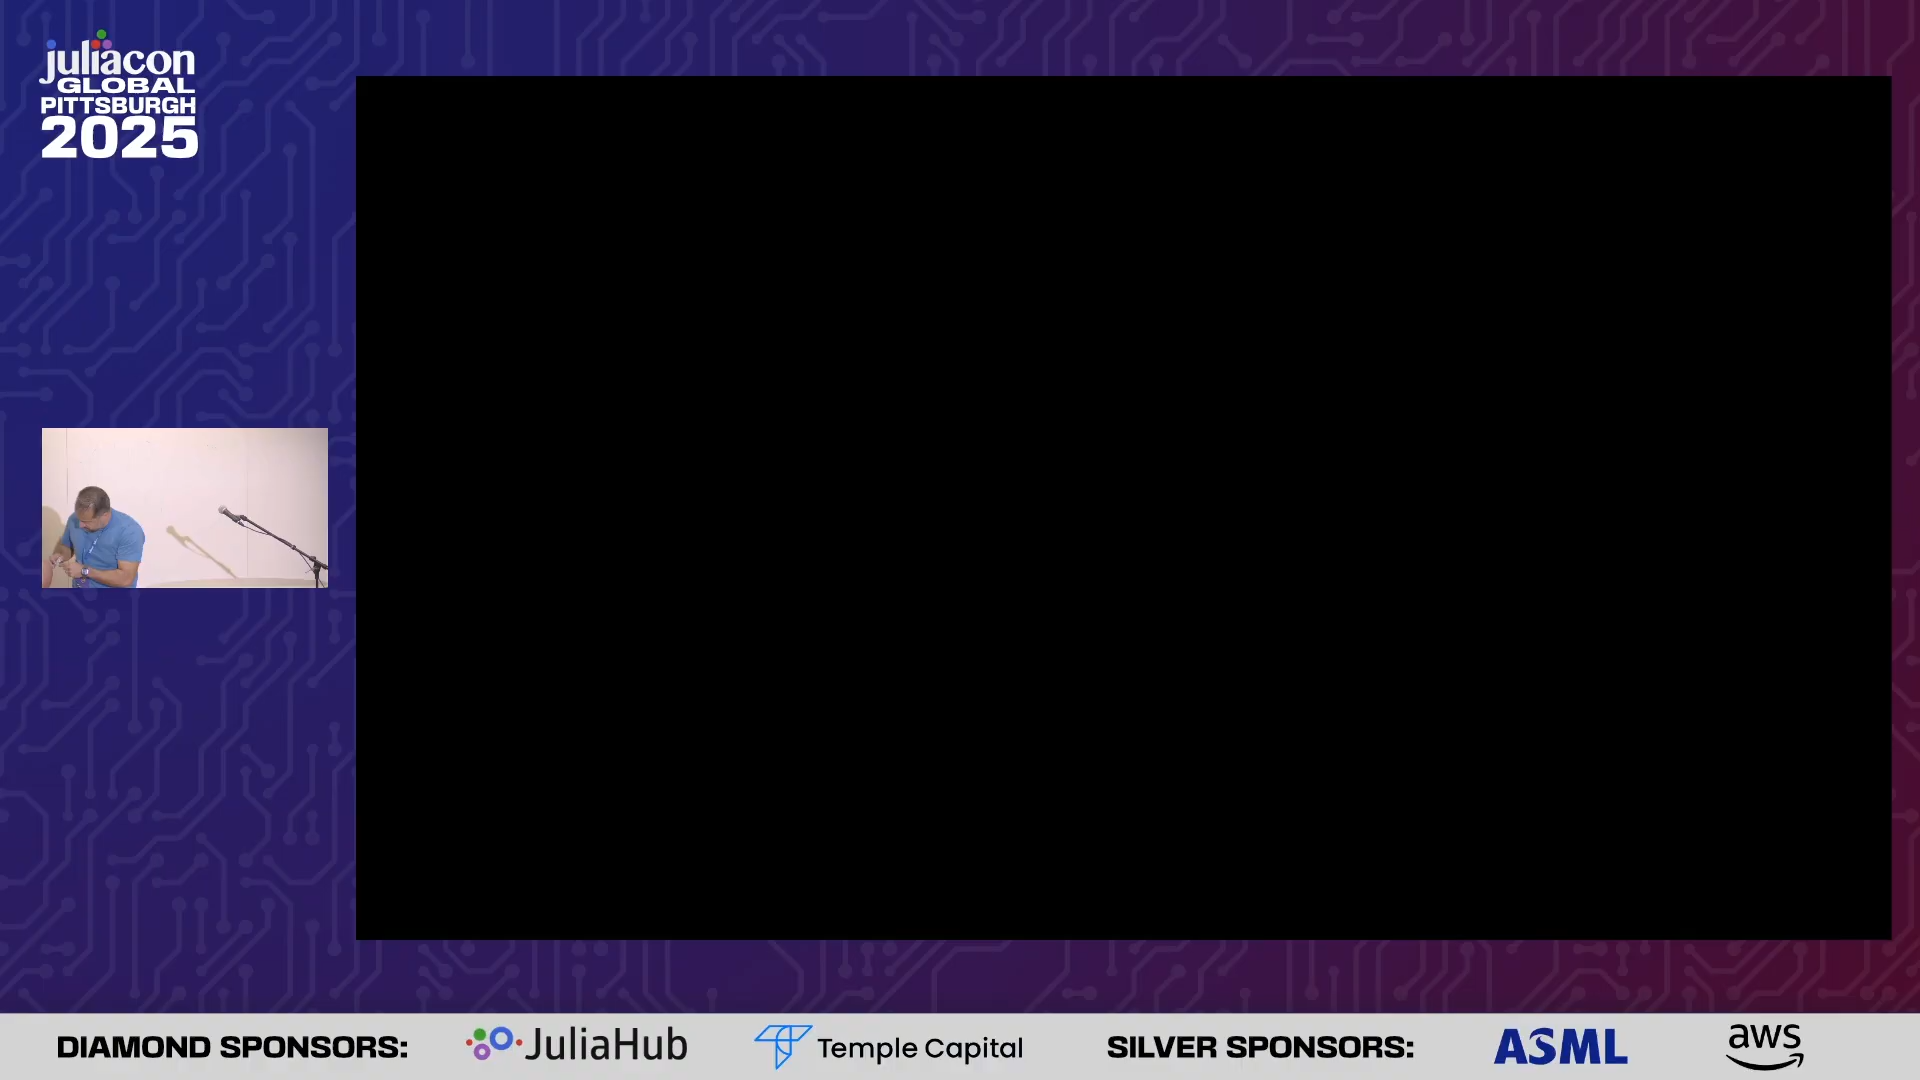 juliacon
GLOBAL
PITTSBURGH
2025
DIAMOND SPONSORS: JuliaHub Temple Capital SILVER SPONSORS: ASML aws